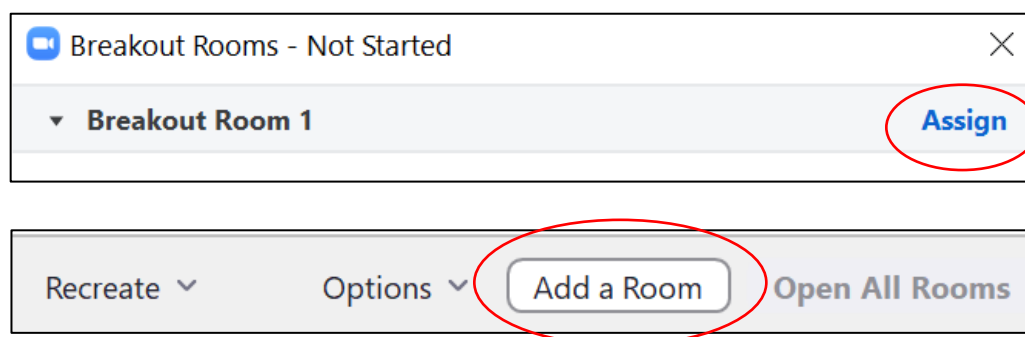 Breakout Rooms - Not Started
Breakout Room 1 Assign
Recreate Options Add a Room Open All Rooms